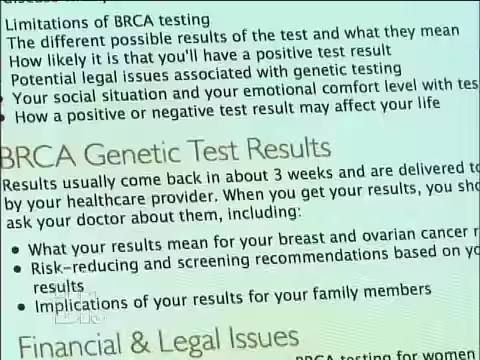 Limitations of BRCA testing
The different possible results of the test and what they mean
How likely it is that you'll have a positive test result
Potential legal issues associated with genetic testing
• Your social situation and your emotional comfort level with tes
• How a positive or negative test result may affect your life
BRCA Genetic Test Results
Results usually come back in about 3 weeks and are delivered to
by your healthcare provider. When you get your results, you sho
ask your doctor about them, including:
• What your results mean for your breast and ovarian cancer r
• Risk-reducing and screening recommendations based on yo
results
• Implications of your results for your family members
Financial & Legal Issues
BRCA testing for women